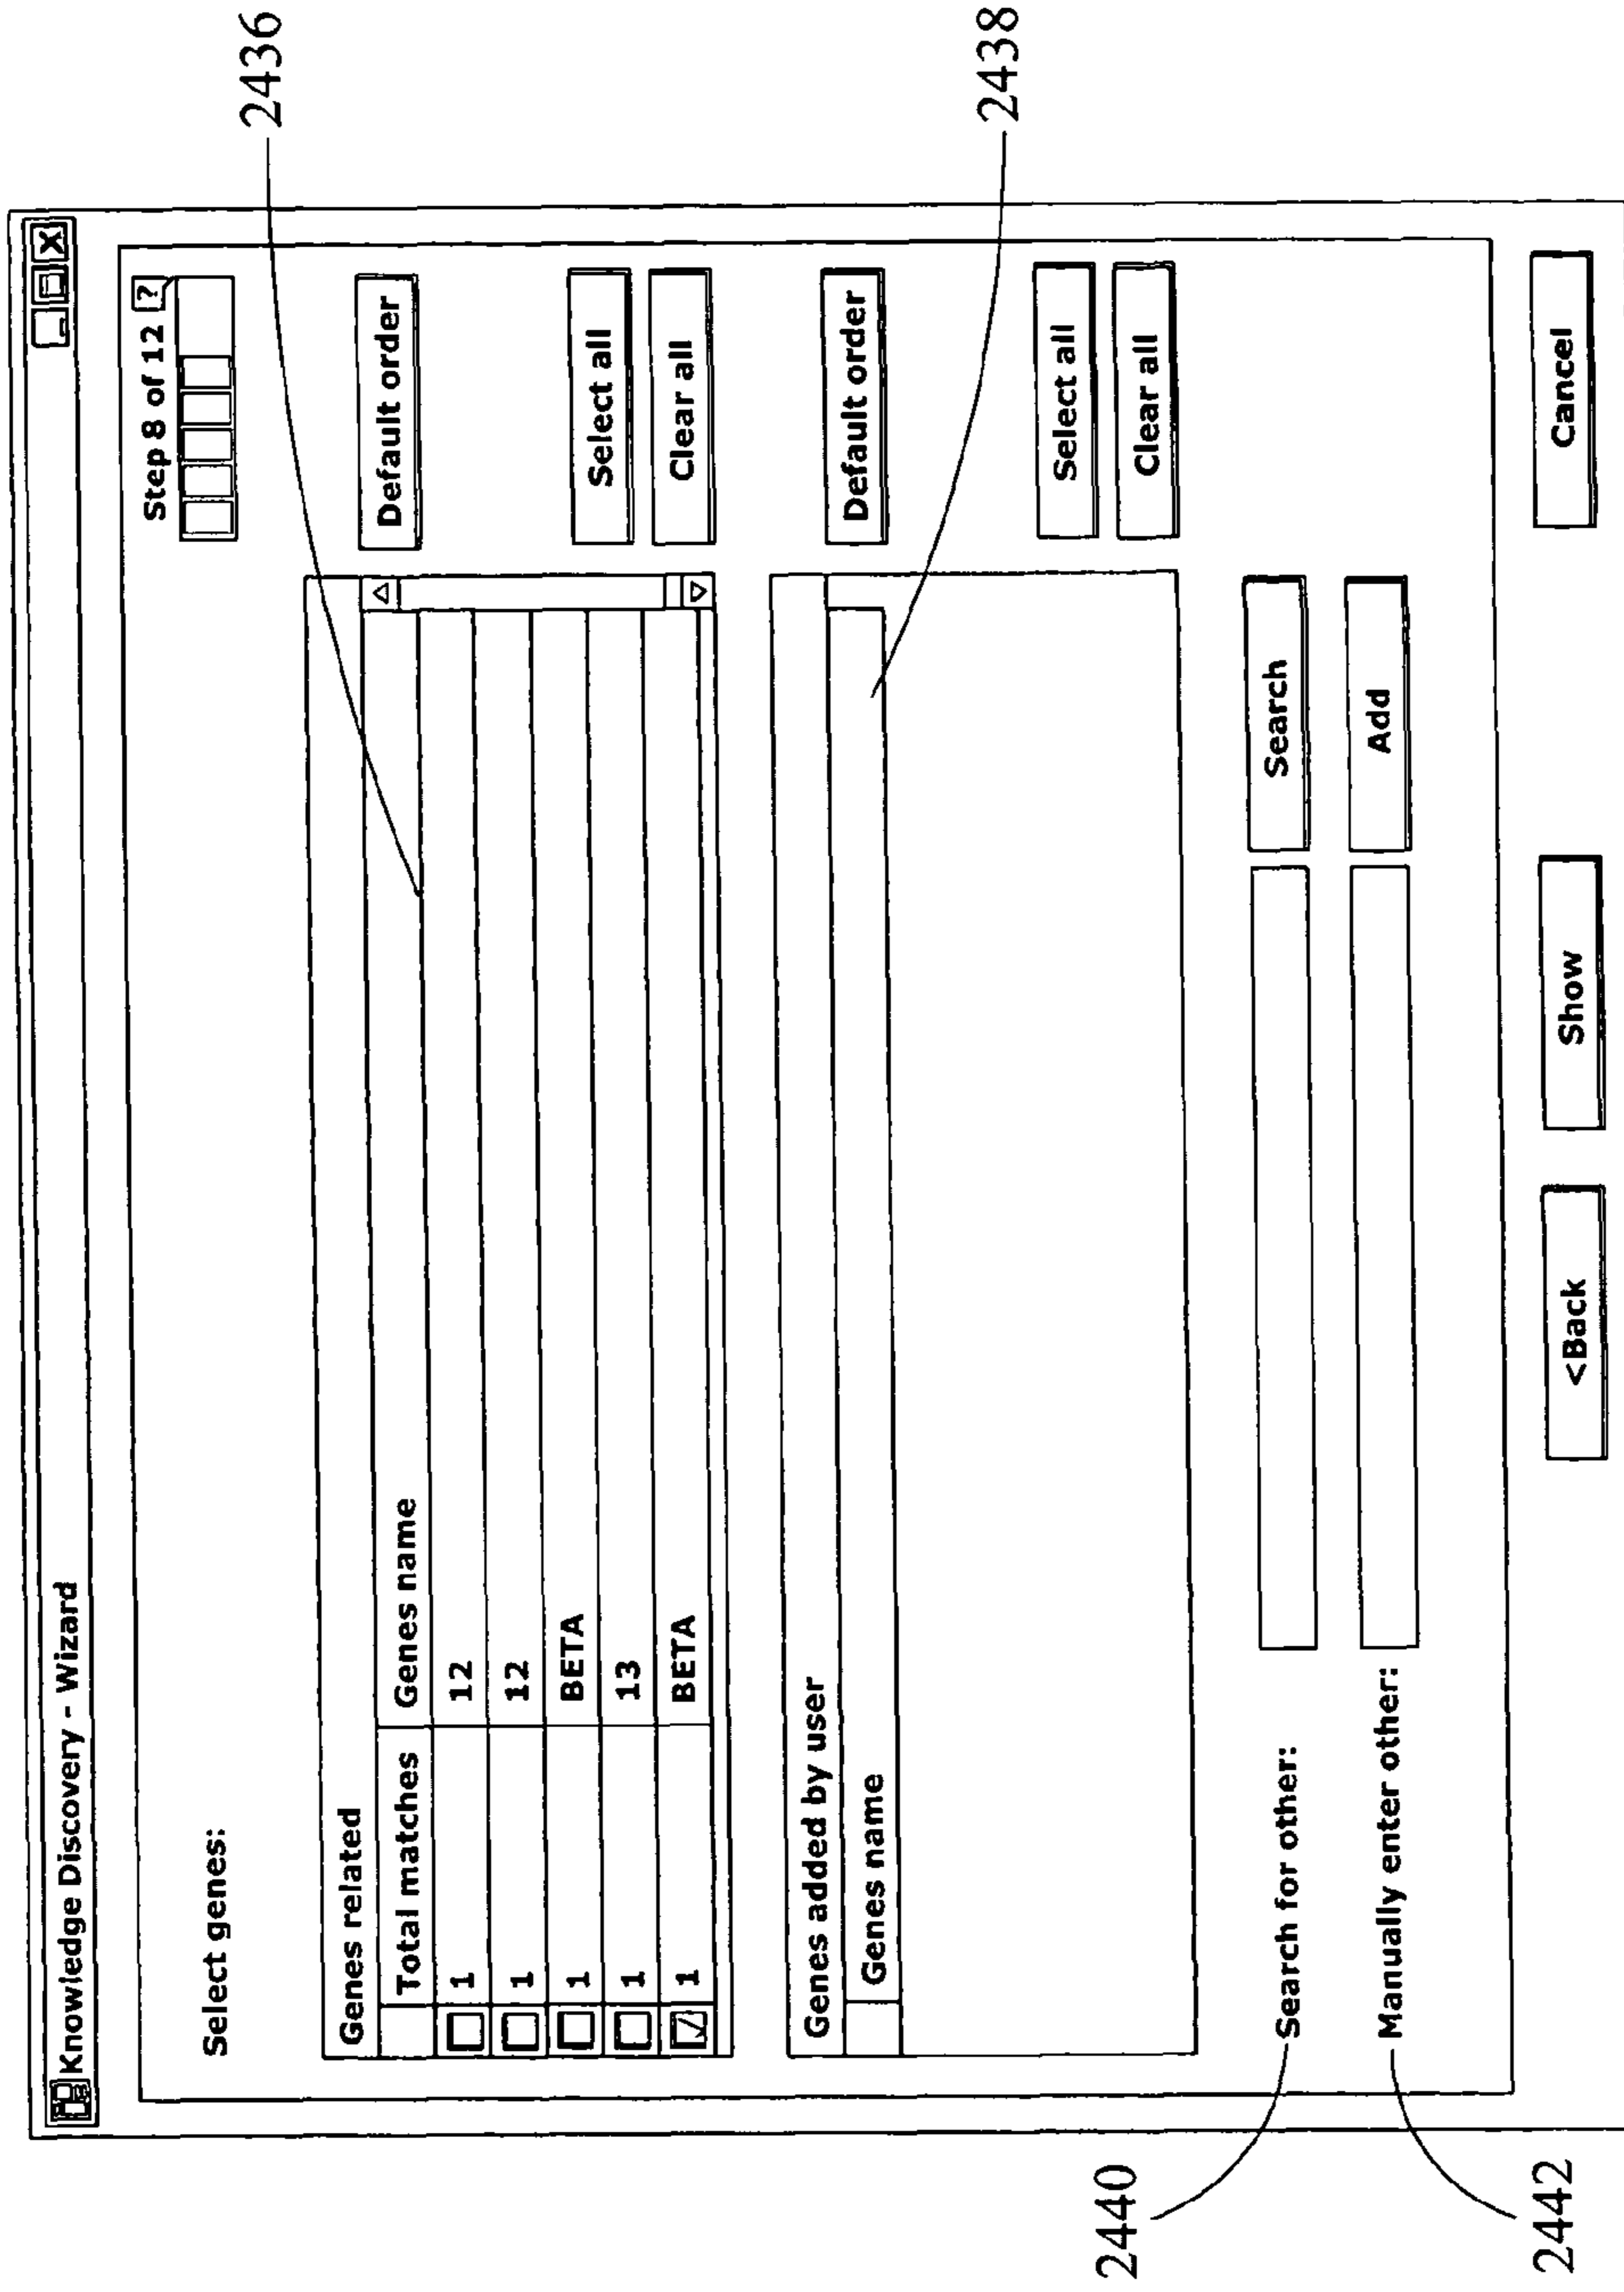 Knowledge Discovery - Wizard
Step 8 of 12 ?
Select genes:
2436
Genes related
Default order
Total matches Genes name
1 12
1 12
1 BETA
1 13
1 BETA
Select all
Clear all
Genes added by user
Default order
Genes name
2438
Select all
Clear all
2440
Search for other:
Search
2442
Manually enter other:
Add
<Back
Show
Cancel